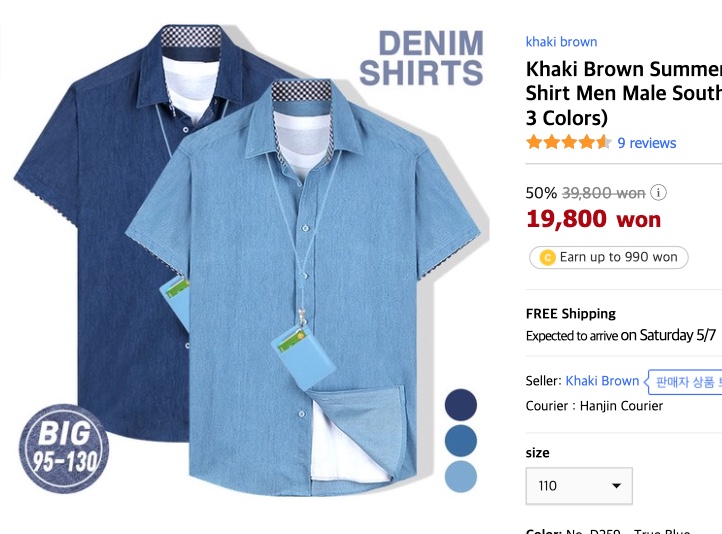 DENIM
SHIRTS
BIG
95-130
khaki brown
Khaki Brown Summer
Shirt Men Male South
3 Colors)
9 reviews
50% 39,800 won
19,800 won
Earn up to 990 won
FREE Shipping
Expected to arrive on Saturday 5/7
Seller: Khaki Brown 판매자 상품
Courier : Hanjin Courier
size
110
Color: No. D259 - True Blue